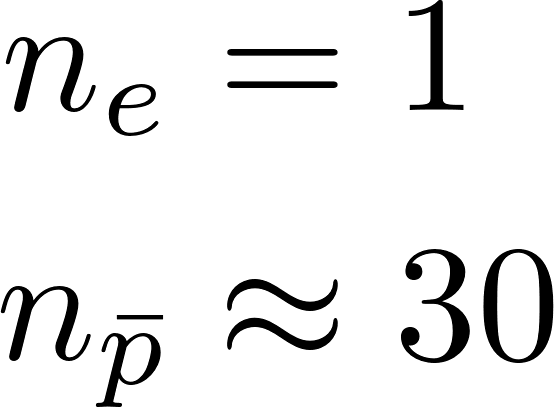 n_e = 1
n_{\bar{p}} ≈ 30